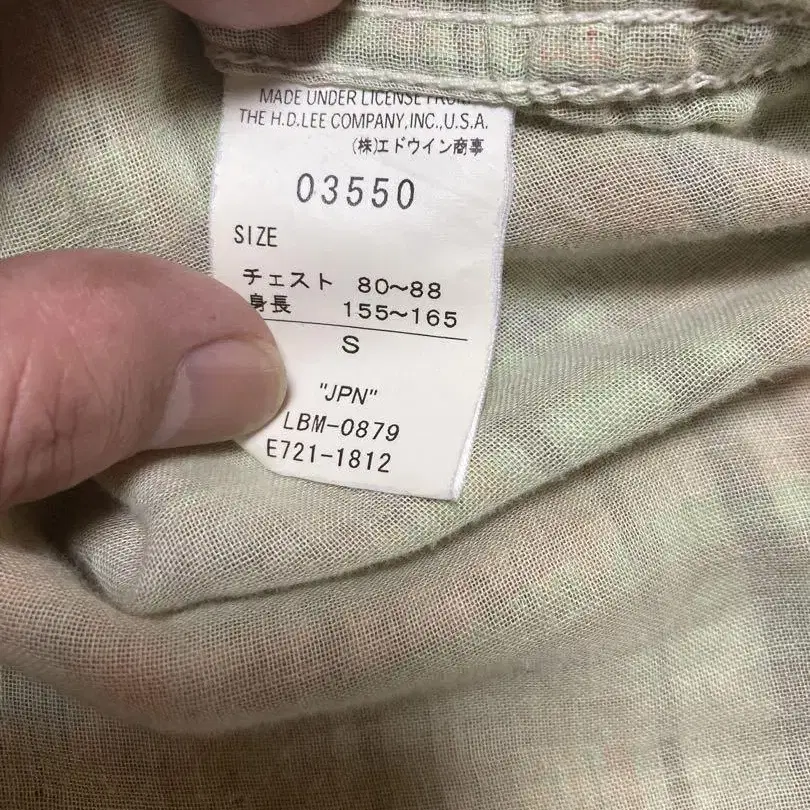 MADE UNDER LICENSE FROM
THE H.D.LEE COMPANY,INC.,U.S.A.
(株)エドウイン商事
03550
SIZE
チェスト 80~88
身長 155~165
S
"JPN"
LBM-0879
E721-1812